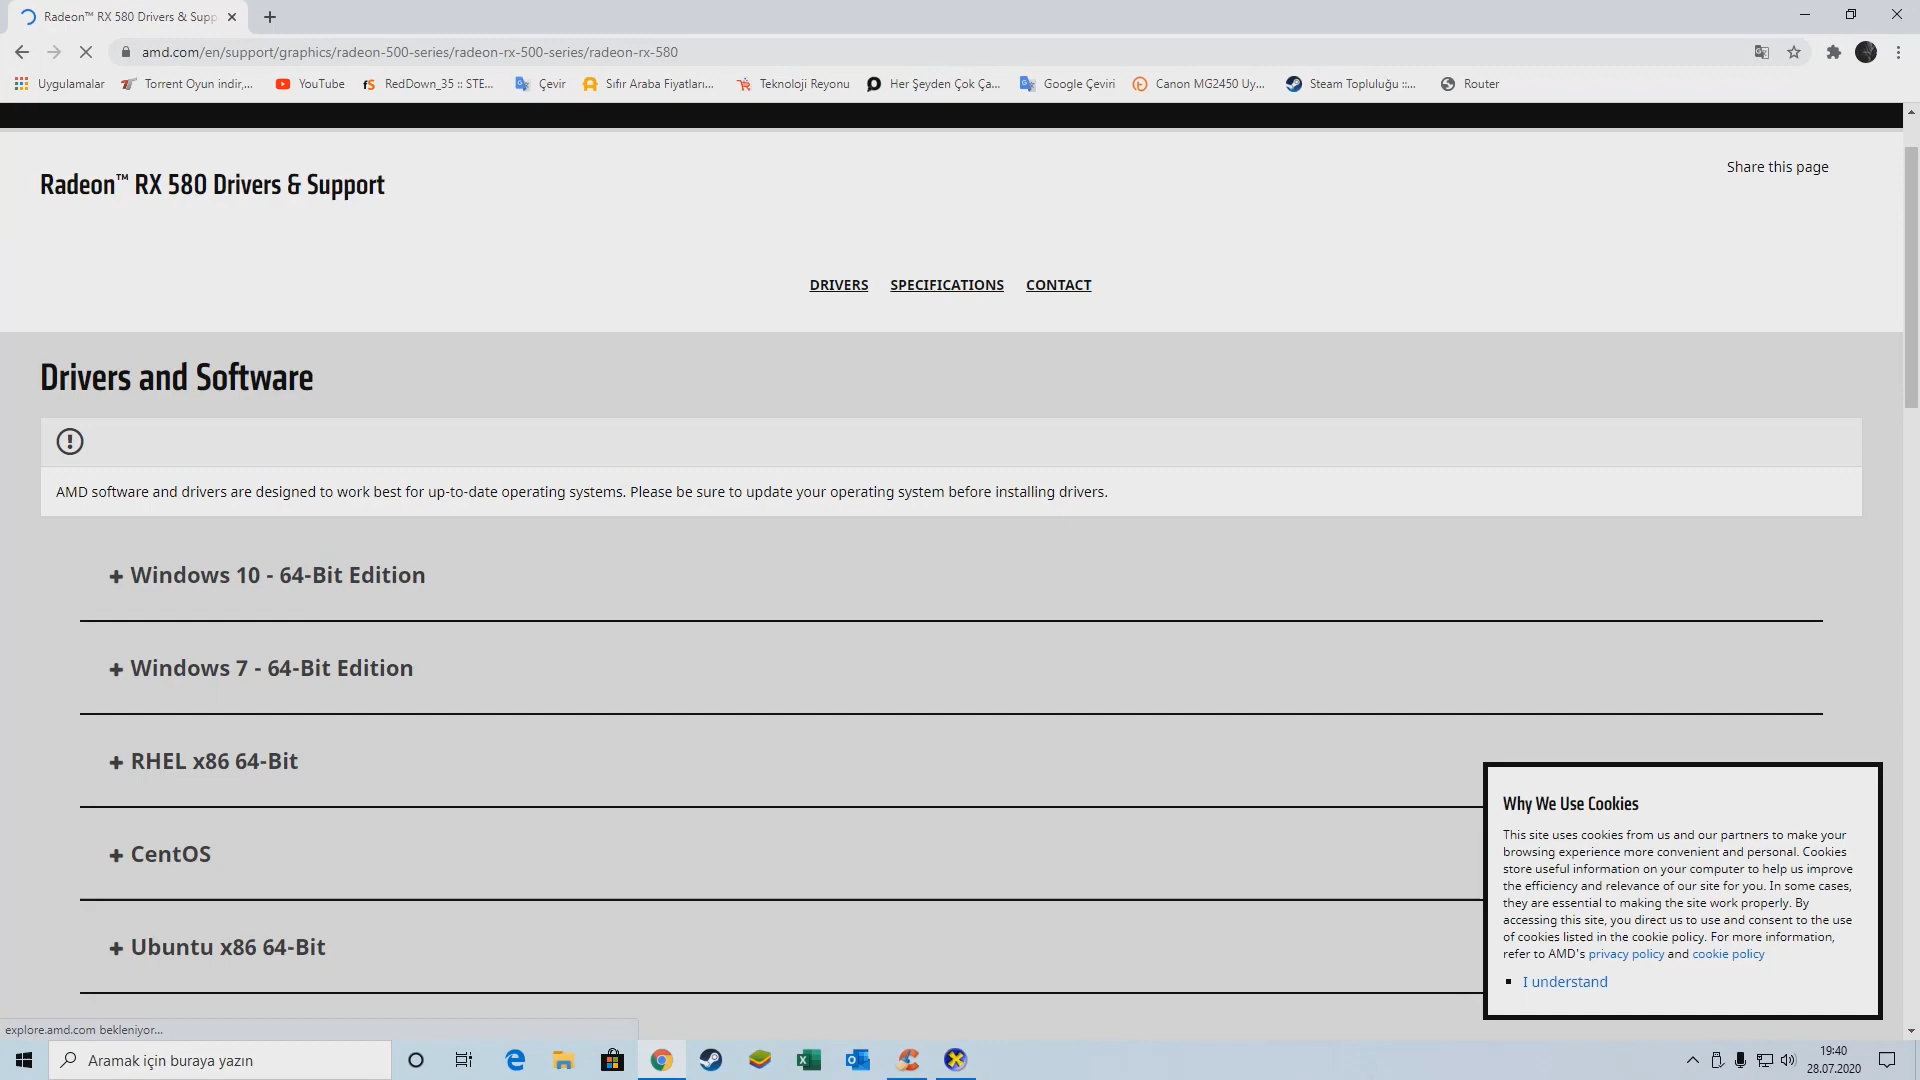 Radeon™ RX 580 Drivers & Supp
amd.com/en/support/graphics/radeon-500-series/radeon-rx-500-series/radeon-rx-580
Uygulamalar
Torrent Oyun indir,...
YouTube
RedDown_35 :: STE...
Çevir
Sıfır Araba Fiyatları...
Teknoloji Reyonu
Her Şeyden Çok Ça...
Google Çeviri
Canon MG2450 Uy...
Steam Topluluğu ::...
Router
Share this page
Radeon™ RX 580 Drivers & Support
DRIVERS SPECIFICATIONS CONTACT
Drivers and Software
AMD software and drivers are designed to work best for up-to-date operating systems. Please be sure to update your operating system before installing drivers.
+ Windows 10 - 64-Bit Edition
+ Windows 7 - 64-Bit Edition
+ RHEL x86 64-Bit
+ CentOS
+ Ubuntu x86 64-Bit
Why We Use Cookies
This site uses cookies from us and our partners to make your
browsing experience more convenient and personal. Cookies
store useful information on your computer to help us improve
the efficiency and relevance of our site for you. In some cases,
they are essential to making the site work properly. By
accessing this site, you direct us to use and consent to the use
of cookies listed in the cookie policy. For more information,
refer to AMD's privacy policy and cookie policy
I understand
explore.amd.com bekleniyor...
Aramak için buraya yazın
19:40
28.07.2020